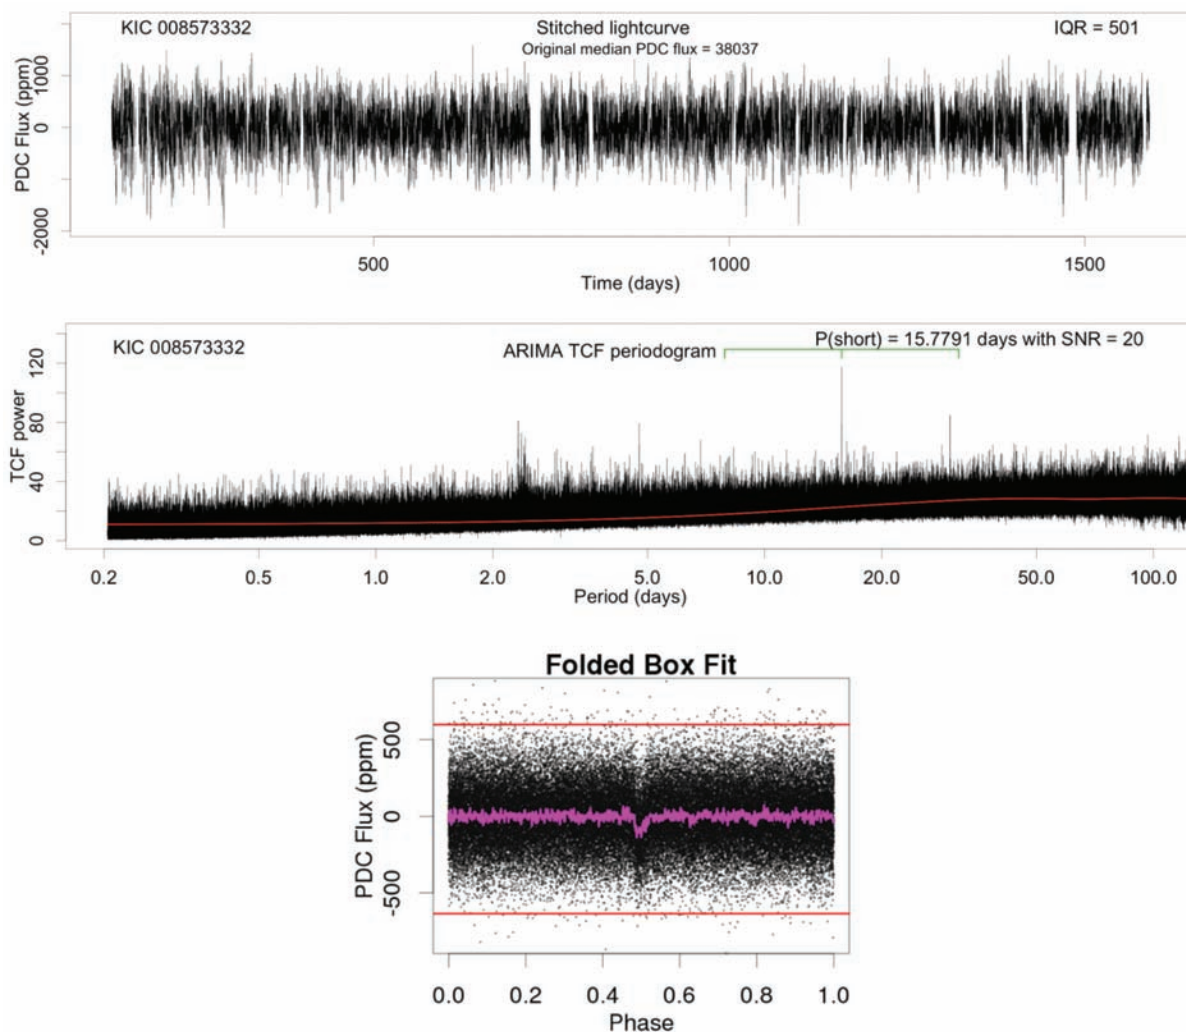 KIC 008573332 Stitched lightcurve IQR = 501
Original median PDC flux = 38037
PDC Flux (ppm)
1000
0
-2000
500 1000 1500
Time (days)
KIC 008573332 ARIMA TCF periodogram P(short) = 15.7791 days with SNR = 20
TCF power
120
80
40
0
0.2 0.5 1.0 2.0 5.0 10.0 20.0 50.0 100.0
Period (days)
Folded Box Fit
PDC Flux (ppm)
500
0
-500
0.0 0.2 0.4 0.6 0.8 1.0
Phase